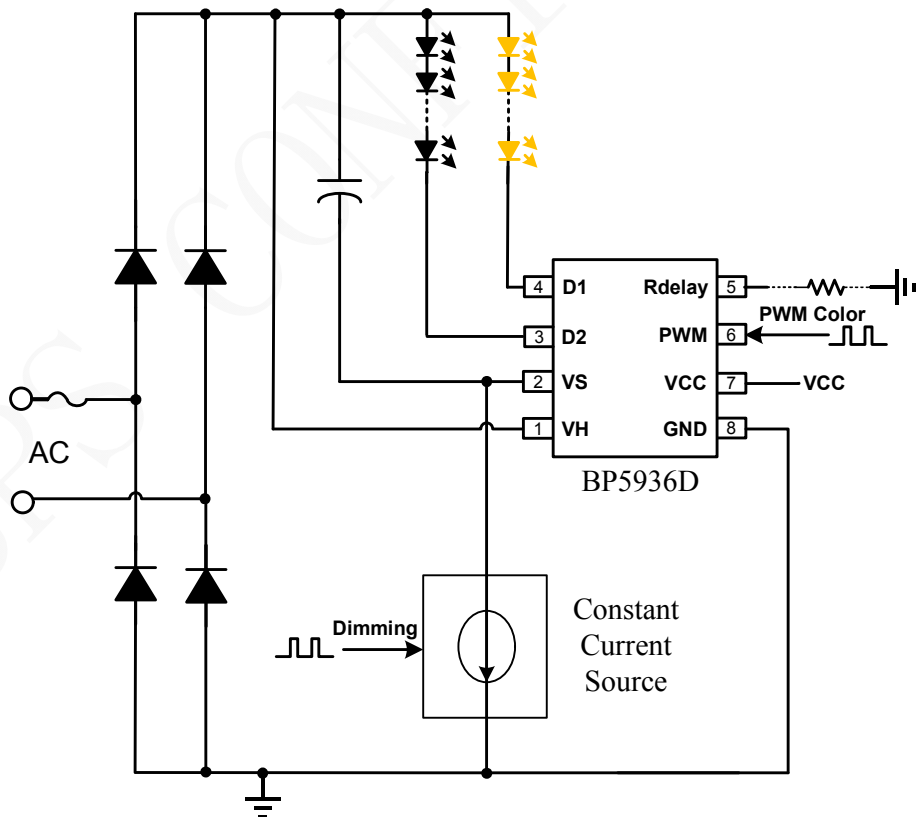 4 D1 Rdelay 5
PWM Color
3 D2 PWM 6
2 VS VCC 7 VCC
1 VH GND 8
BP5936D
AC
Dimming
Constant
Current
Source